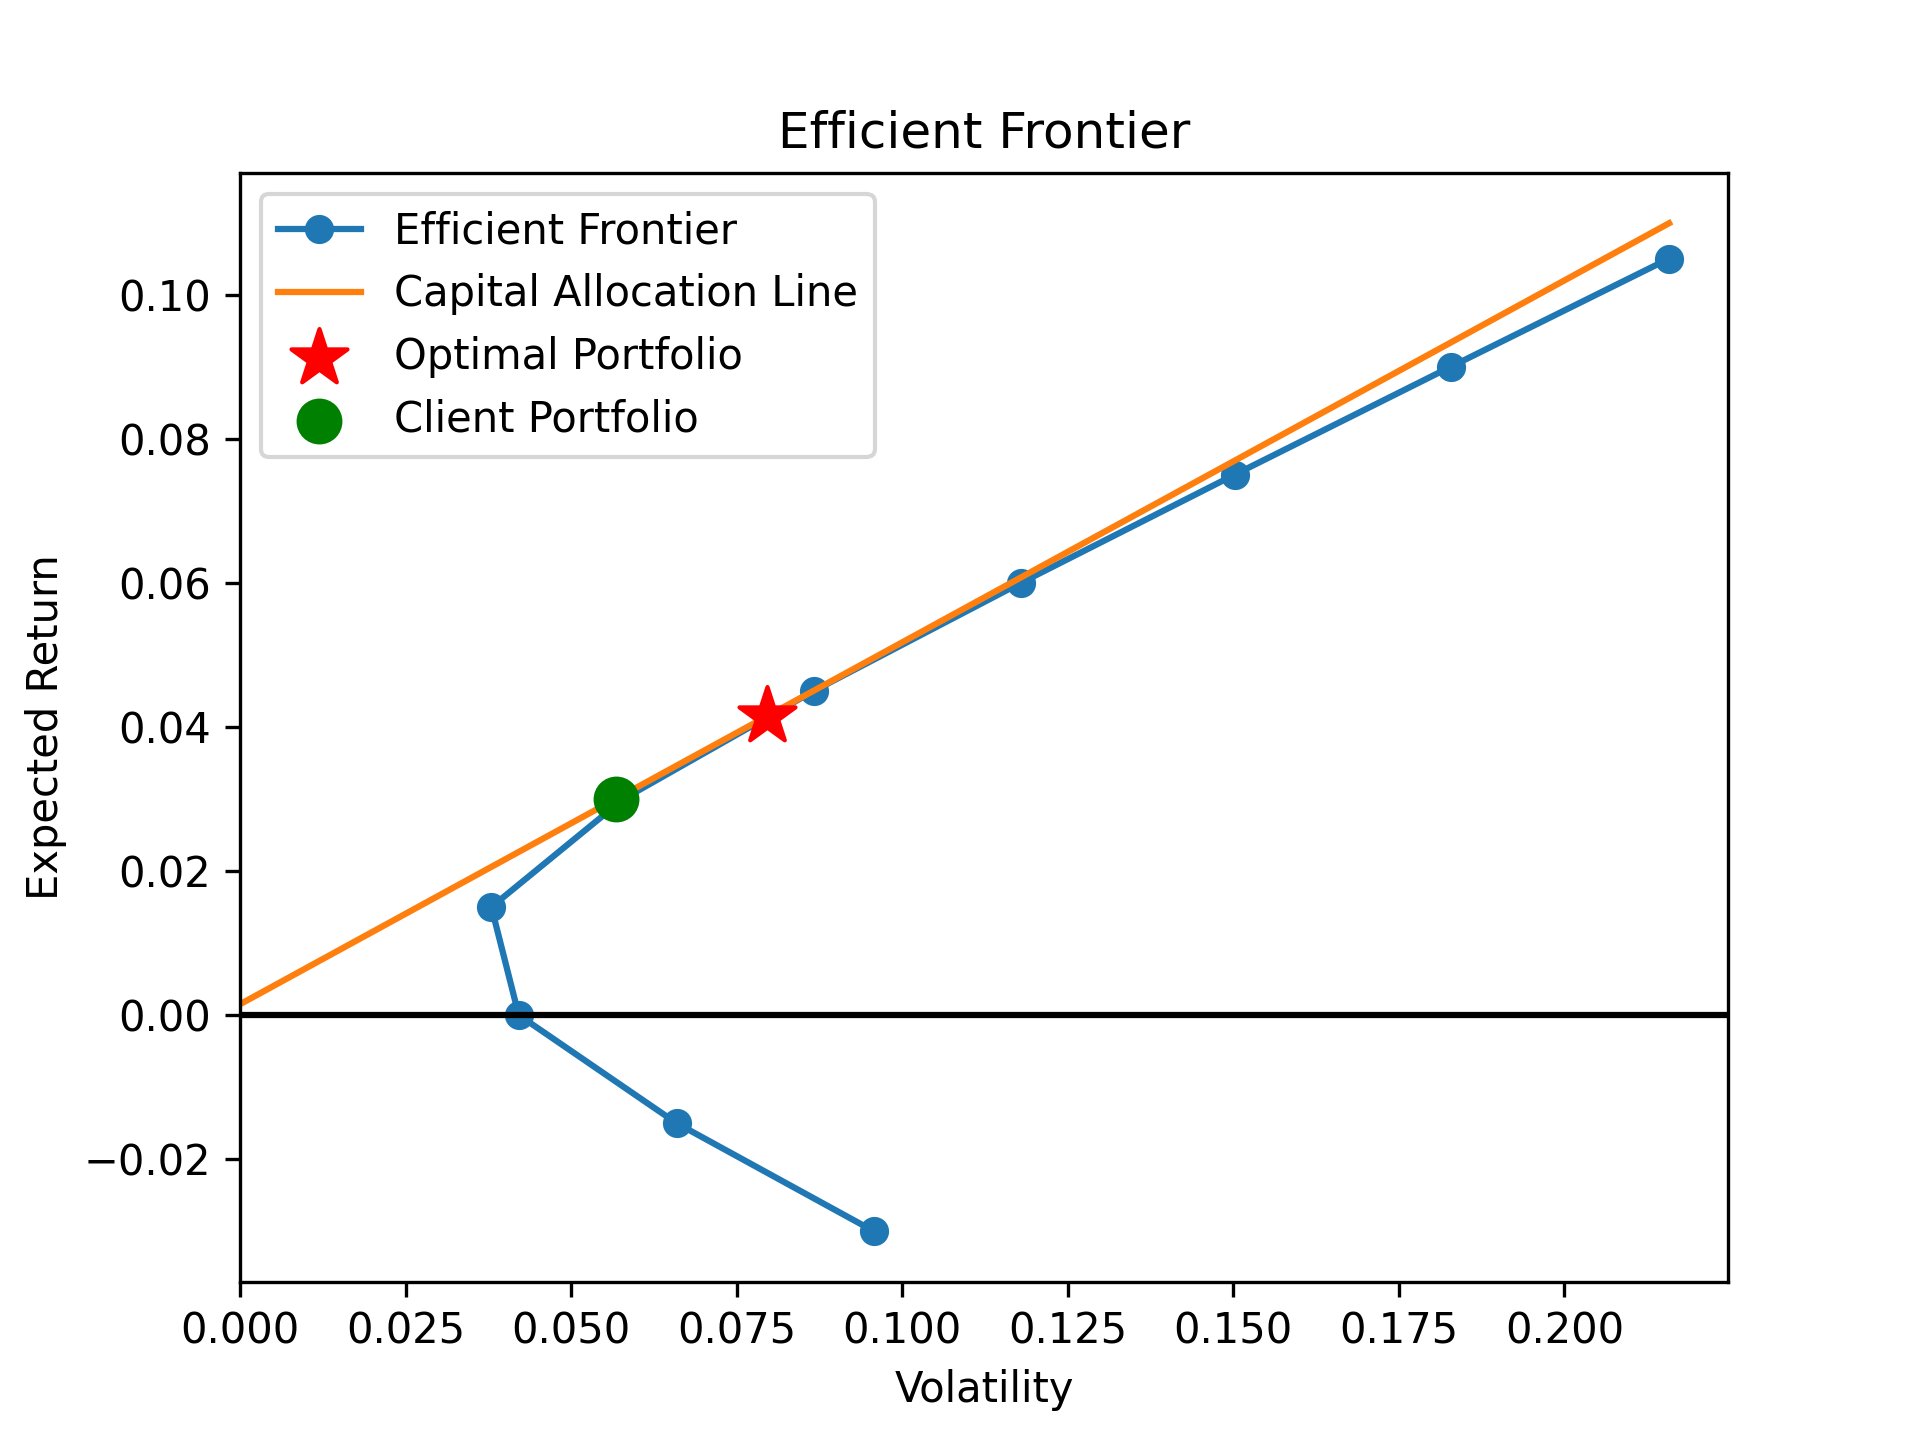 Efficient Frontier
Efficient Frontier
Capital Allocation Line
Optimal Portfolio
Client Portfolio
Expected Return
0.10
0.08
0.06
0.04
0.02
0.00
−0.02
0.000 0.025 0.050 0.075 0.100 0.125 0.150 0.175 0.200
Volatility